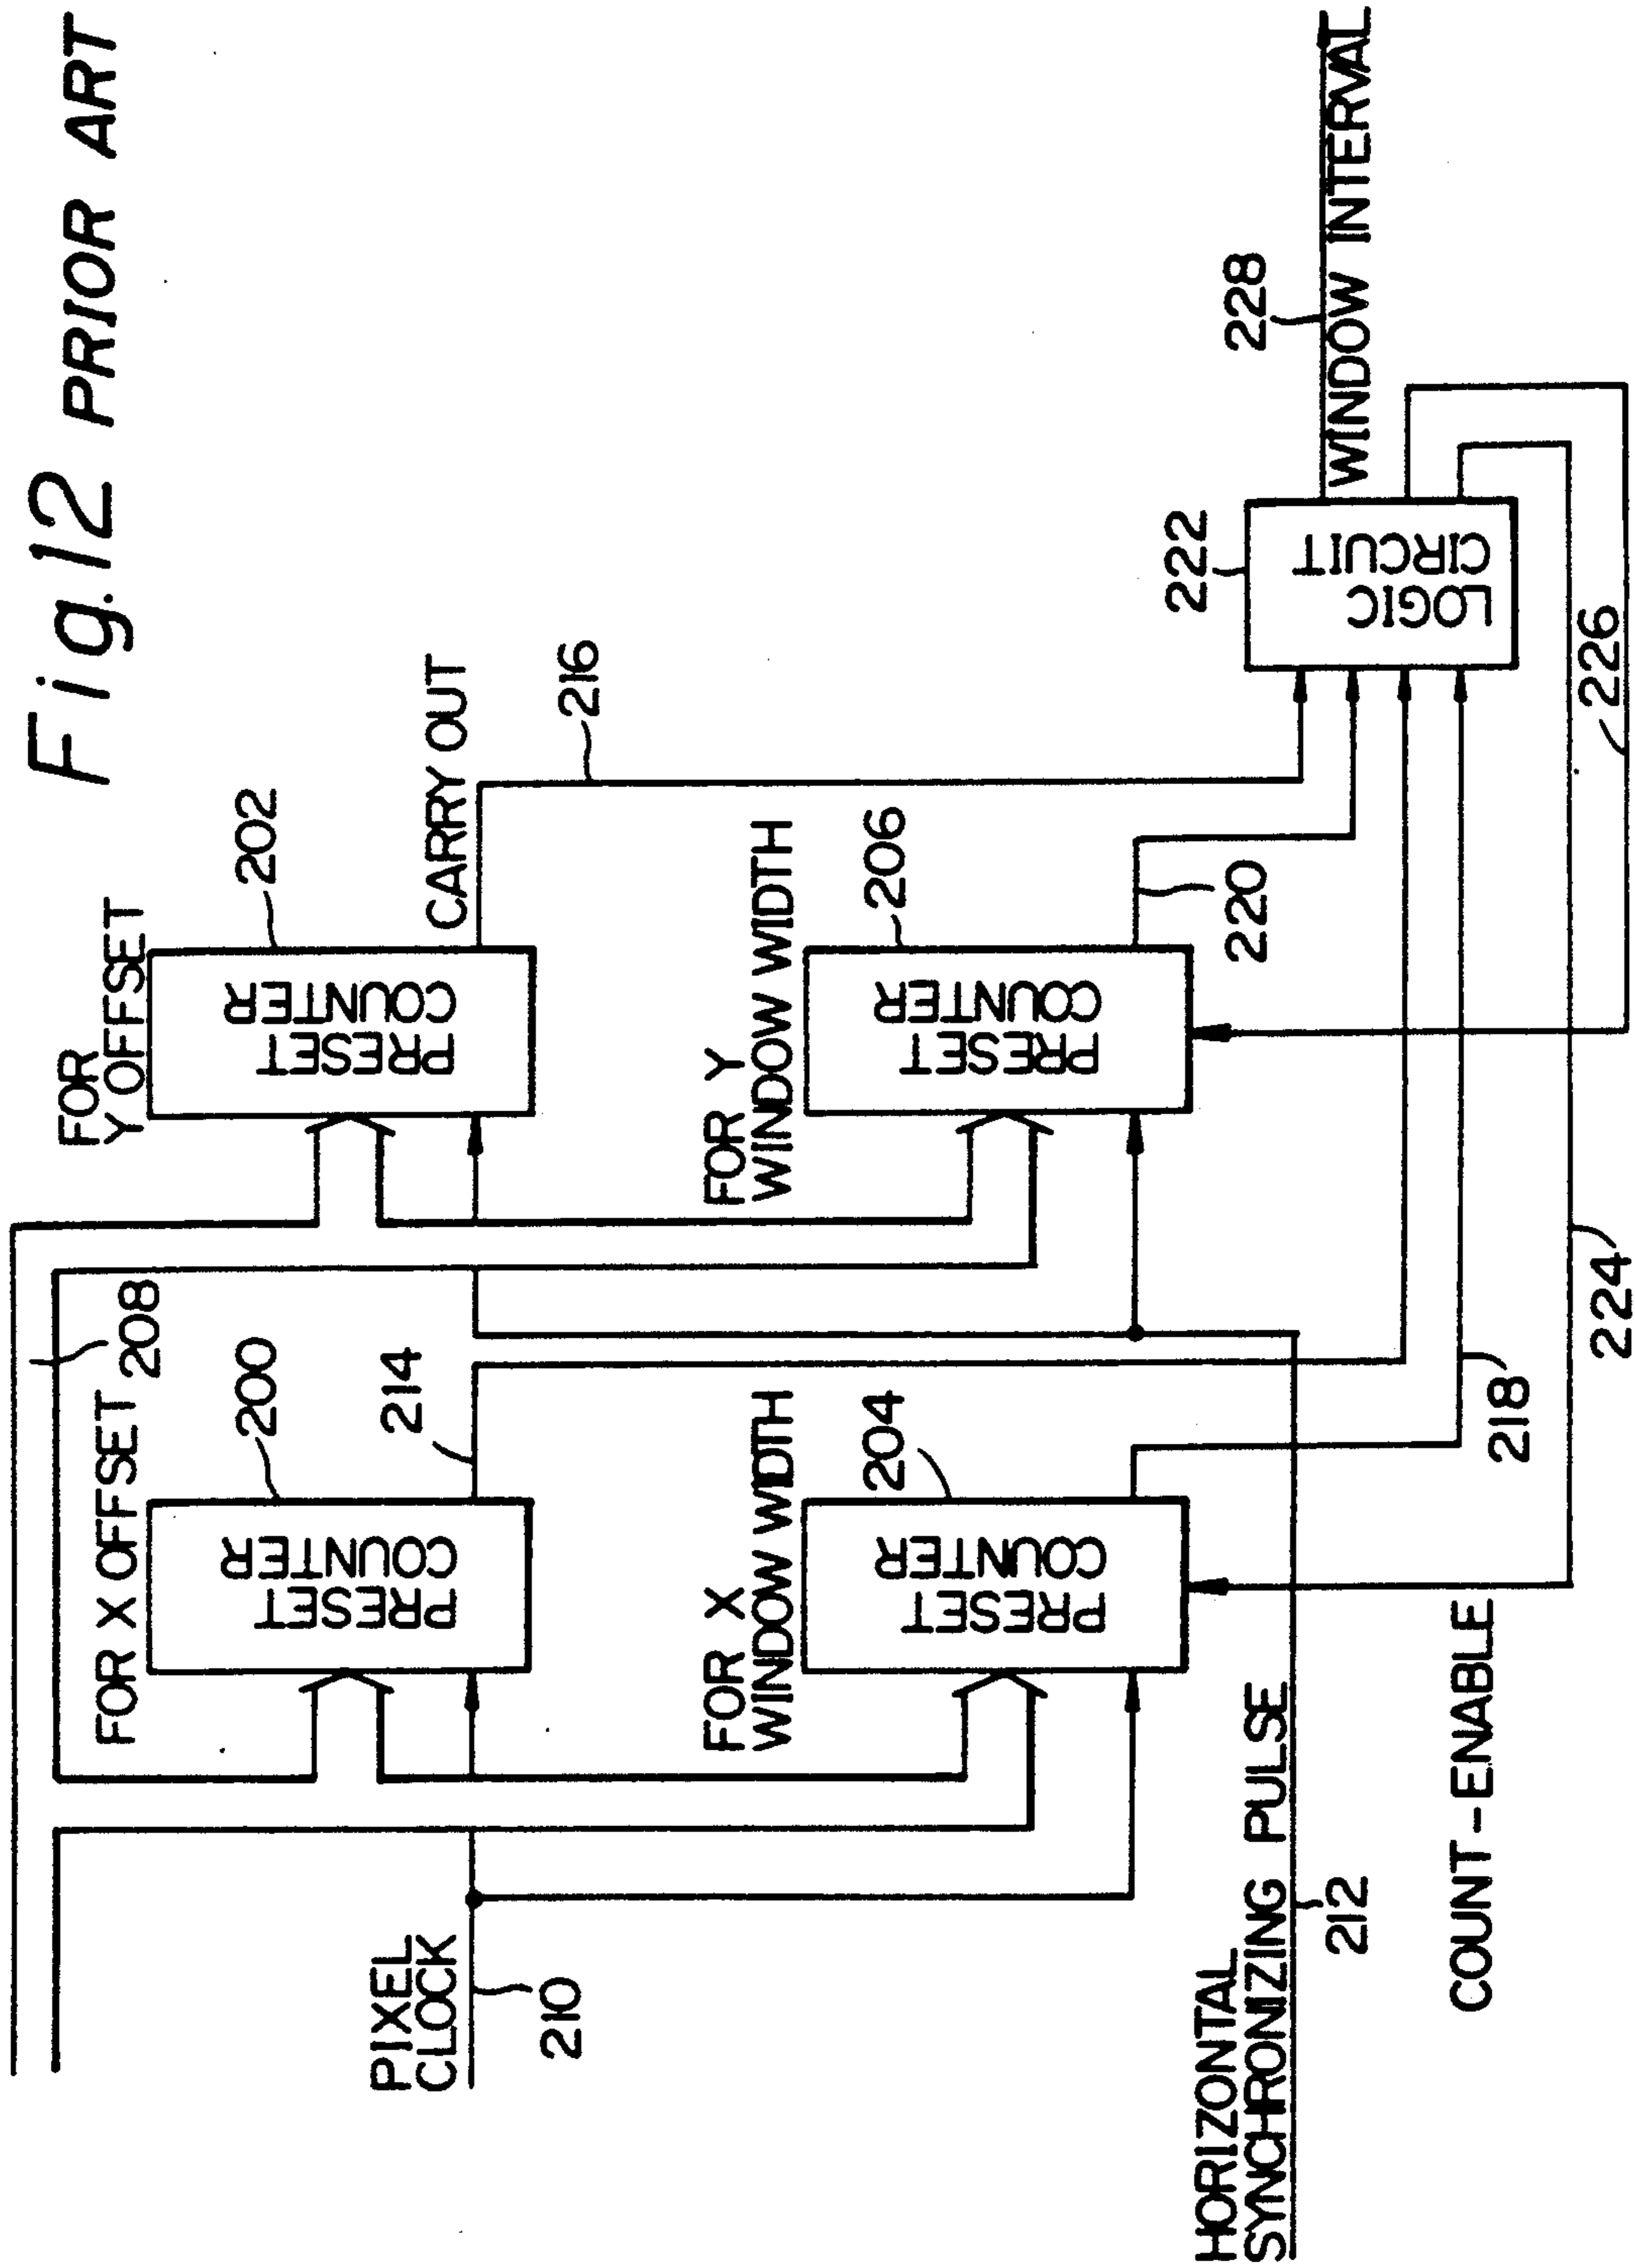 Fig.12 PRIOR ART
FOR
Y OFFSET
202
PRESET
COUNTER
CARRY OUT
216
208
FOR X OFFSET
200
PRESET
COUNTER
214
PIXEL
CLOCK
210
FOR Y
WINDOW WIDTH
206
PRESET
COUNTER
220
FOR X
WINDOW WIDTH
204
PRESET
COUNTER
218
222
LOGIC
CIRCUIT
228
WINDOW INTERVAL
HORIZONTAL
SYNCHRONIZING PULSE
212
COUNT-ENABLE
224
226